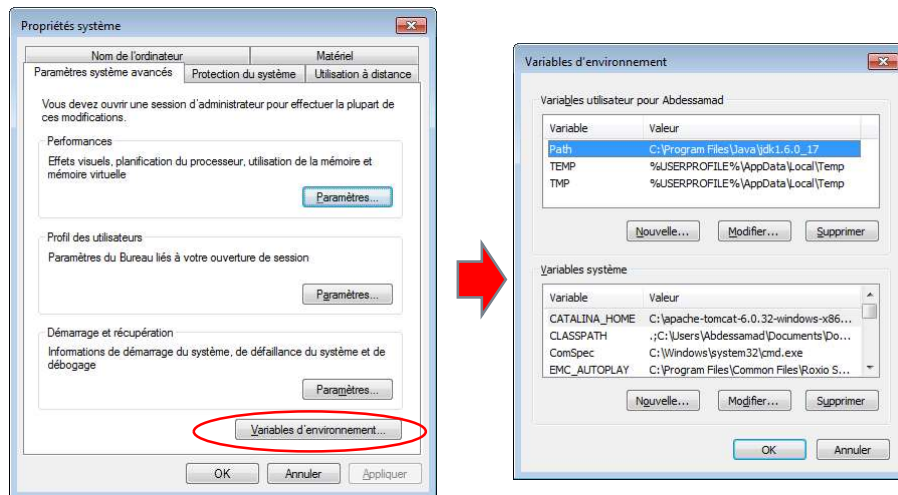 Propriétés système
Nom de l'ordinateur Matériel
Paramètres système avancés Protection du système Utilisation à distance
Vous devez ouvrir une session d'administrateur pour effectuer la plupart de
ces modifications.
Performances
Effets visuels, planification du processeur, utilisation de la mémoire et
mémoire virtuelle
Paramètres...
Profil des utilisateurs
Paramètres du Bureau liés à votre ouverture de session
Paramètres...
Démarrage et récupération
Informations de démarrage du système, de défaillance du système et de
débogage
Paramètres...
Variables d'environnement...
OK Annuler Appliquer
Variables d'environnement
Variables utilisateur pour Abdessamad
Variable Valeur
Path C:\Program Files\Java\jdk1.6.0_17
TEMP %USERPROFILE%\AppData\Local\Temp
TMP %USERPROFILE%\AppData\Local\Temp
Nouvelle... Modifier... Supprimer
Variables système
Variable Valeur
CATALINA_HOME C:\apache-tomcat-6.0.32-windows-x86...
CLASSPATH .;C:\Users\Abdessamad\Documents\Do...
ComSpec C:\Windows\system32\cmd.exe
EMC_AUTOPLAY C:\Program Files\Common Files\Roxio S...
Nouvelle... Modifier... Supprimer
OK Annuler